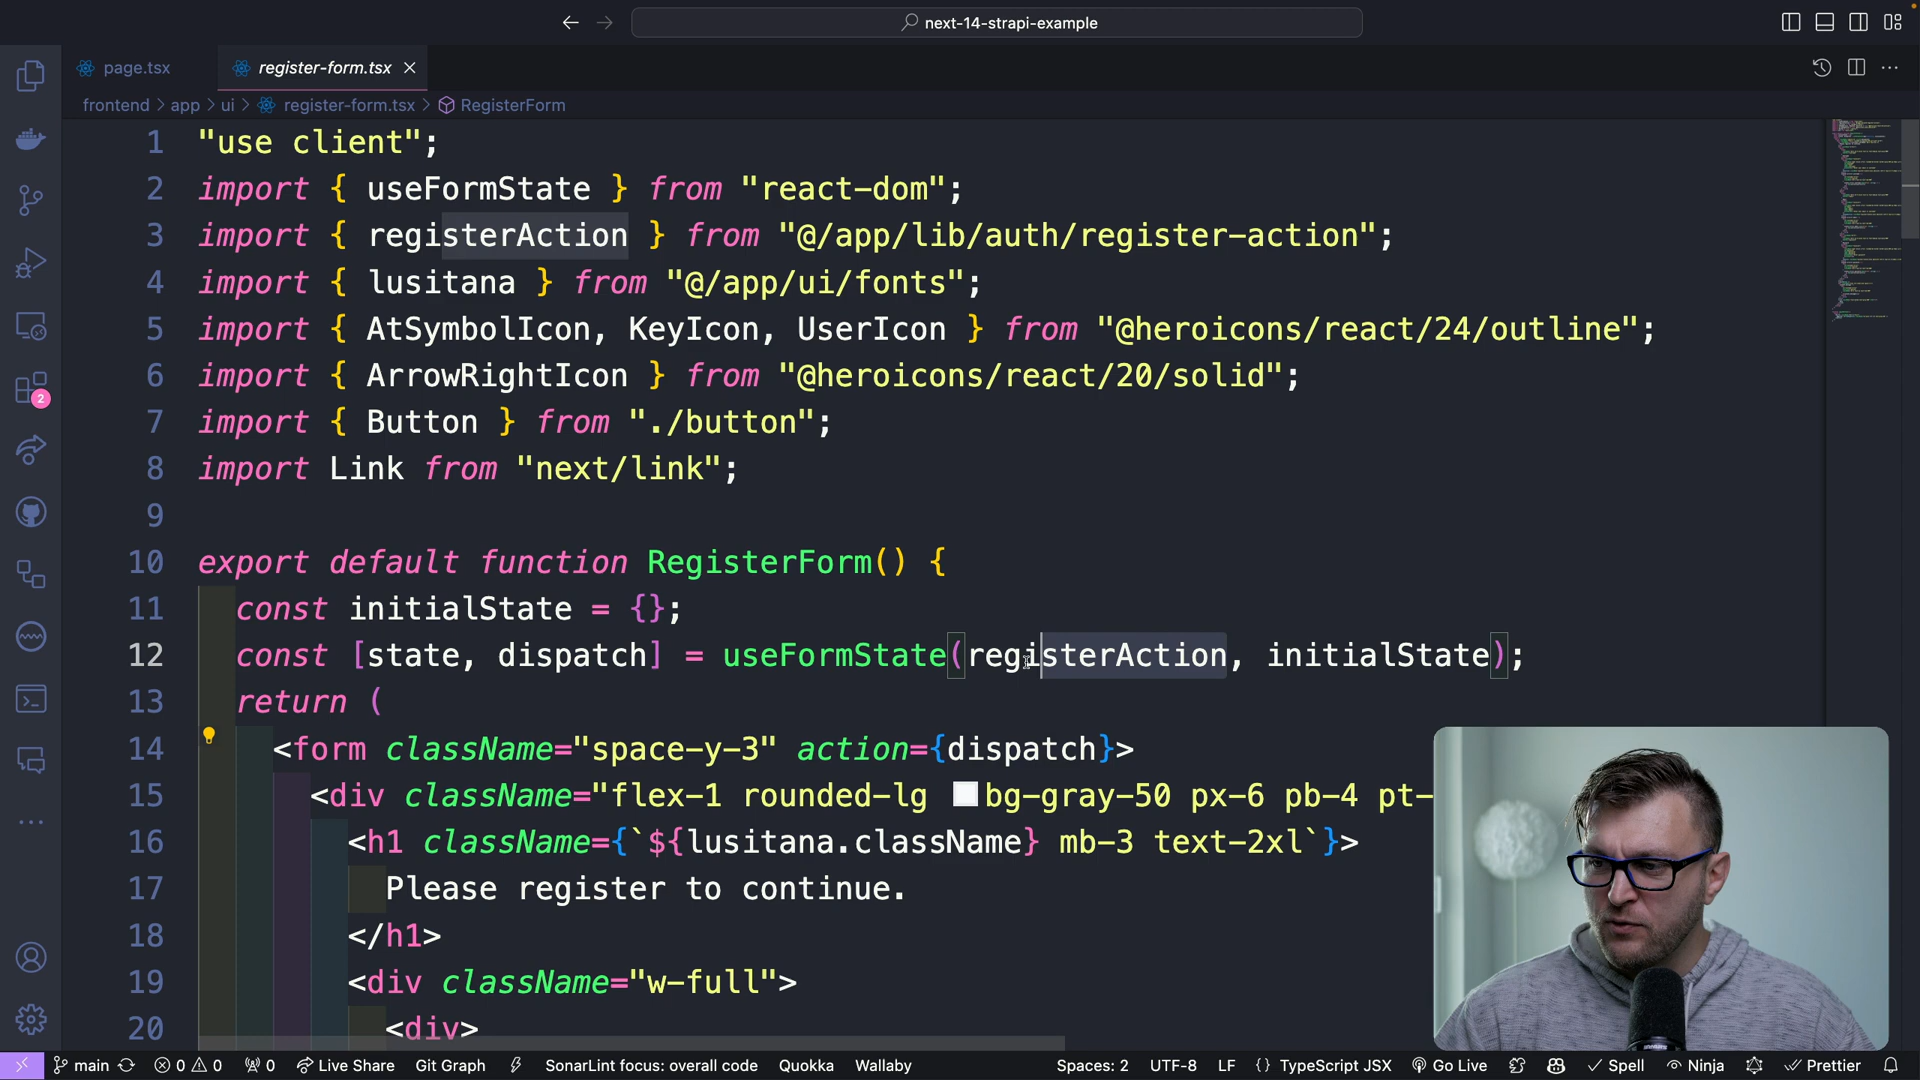 next-14-strapi-example
page.tsx
register-form.tsx
frontend > app > ui > register-form.tsx > RegisterForm
1 "use client";
2 import { useFormState } from "react-dom";
3 import { registerAction } from "@/app/lib/auth/register-action";
4 import { lusitana } from "@/app/ui/fonts";
5 import { AtSymbolIcon, KeyIcon, UserIcon } from "@heroicons/react/24/outline";
6 import { ArrowRightIcon } from "@heroicons/react/20/solid";
7 import { Button } from "./button";
8 import Link from "next/link";
9
10 export default function RegisterForm() {
11 const initialState = {};
12 const [state, dispatch] = useFormState(registerAction, initialState);
13 return (
14 <form className="space-y-3" action={dispatch}>
15 <div className="flex-1 rounded-lg bg-gray-50 px-6 pb-4 pt-
16 <h1 className={`${lusitana.className} mb-3 text-2xl`}>
17 Please register to continue.
18 </h1>
19 <div className="w-full">
20 <div>
2
main 0 0 0 Live Share Git Graph SonarLint focus: overall code Quokka Wallaby Spaces: 2 UTF-8 LF {} TypeScript JSX Go Live Spell Ninja Prettier